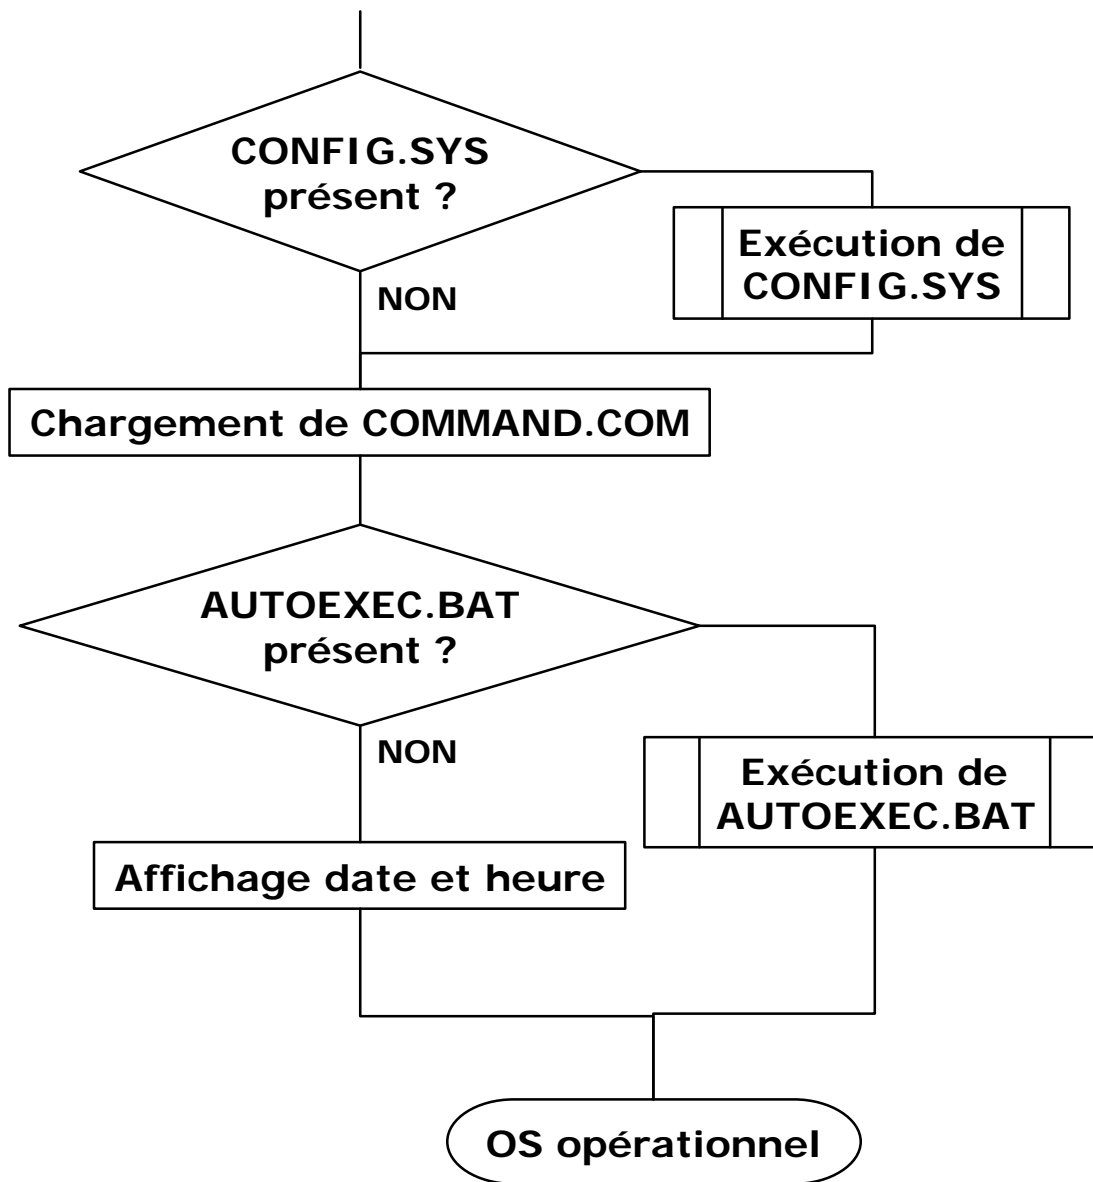 CONFIG.SYS
présent ?
Exécution de
CONFIG.SYS
NON
Chargement de COMMAND.COM
AUTOEXEC.BAT
présent ?
NON
Exécution de
AUTOEXEC.BAT
Affichage date et heure
OS opérationnel